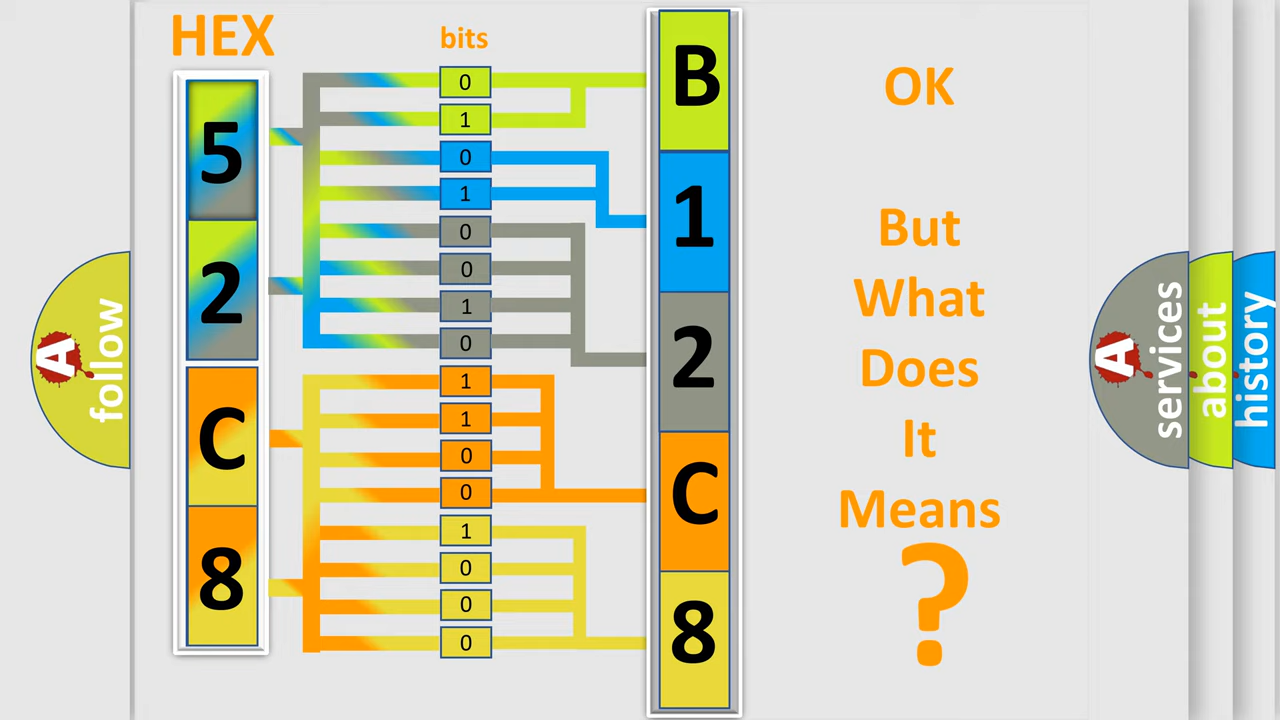 HEX
bits
5
2
C
8
0
1
0
1
0
0
1
0
1
1
0
0
1
0
0
0
B
1
2
C
8
OK
But
What
Does
It
Means
?
A
follow
A
services
about
history